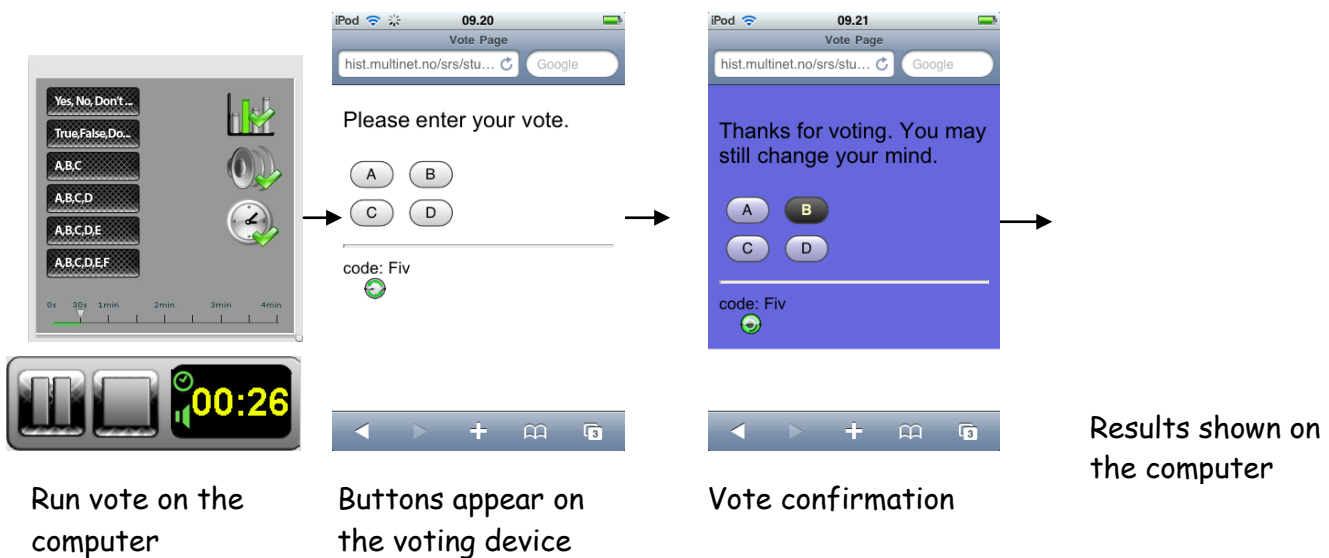 Yes, No, Don't ...
True,False,Do...
A,B,C
A,B,C,D
A,B,C,D,E
A,B,C,D,E,F
0s 30s 1min 2min 3min 4min
00:26
Run vote on the
computer
iPod 09.20
Vote Page
hist.multinet.no/srs/stu... Google
Please enter your vote.
A B
C D
code: Fiv
3
Buttons appear on
the voting device
iPod 09.21
Vote Page
hist.multinet.no/srs/stu... Google
Thanks for voting. You may
still change your mind.
A B
C D
code: Fiv
3
Vote confirmation
Results shown on
the computer